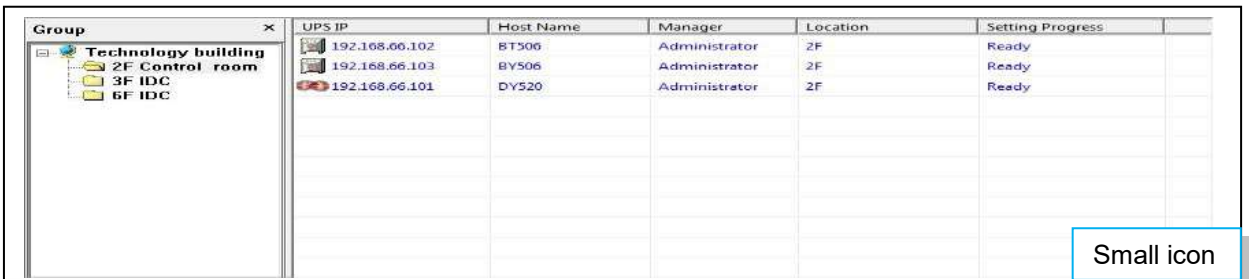 Group ×
Technology building
2F Control room
3F IDC
6F IDC
UPS IP Host Name Manager Location Setting Progress
192.168.66.102 BT506 Administrator 2F Ready
192.168.66.103 BY506 Administrator 2F Ready
192.168.66.101 DY520 Administrator 2F Ready
Small icon